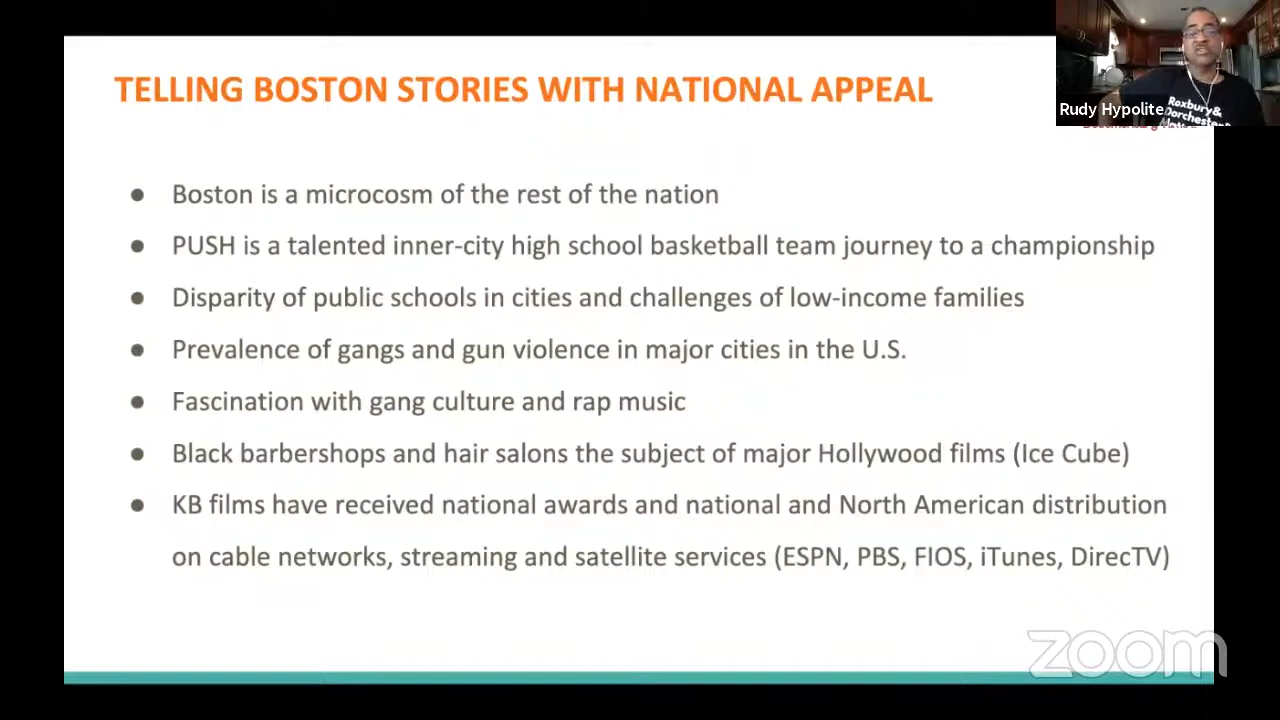 TELLING BOSTON STORIES WITH NATIONAL APPEAL
Rudy Hypolite
Roxbury&
Dorchester
● Boston is a microcosm of the rest of the nation
● PUSH is a talented inner-city high school basketball team journey to a championship
● Disparity of public schools in cities and challenges of low-income families
● Prevalence of gangs and gun violence in major cities in the U.S.
● Fascination with gang culture and rap music
● Black barbershops and hair salons the subject of major Hollywood films (Ice Cube)
● KB films have received national awards and national and North American distribution
on cable networks, streaming and satellite services (ESPN, PBS, FIOS, iTunes, DirecTV)
zoom